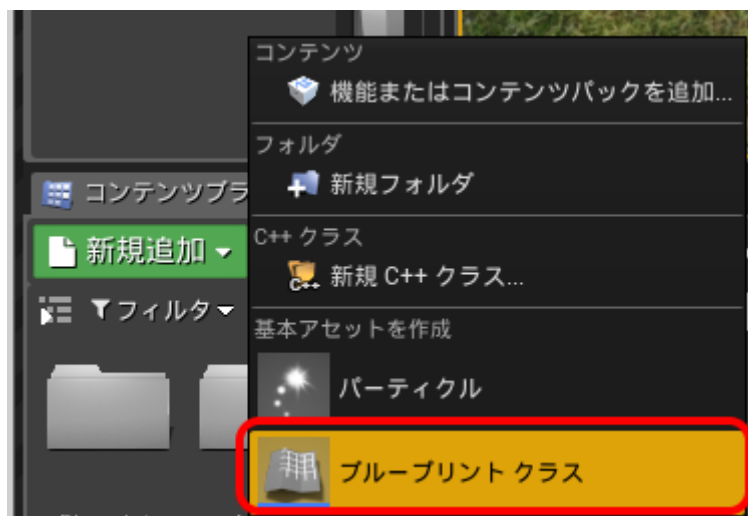 コンテンツ
機能またはコンテンツパックを追加...
フォルダ
新規フォルダ
コンテンツブラ
C++ クラス
新規追加
C++
新規 C++ クラス...
フィルタ
基本アセットを作成
パーティクル
ブループリント クラス